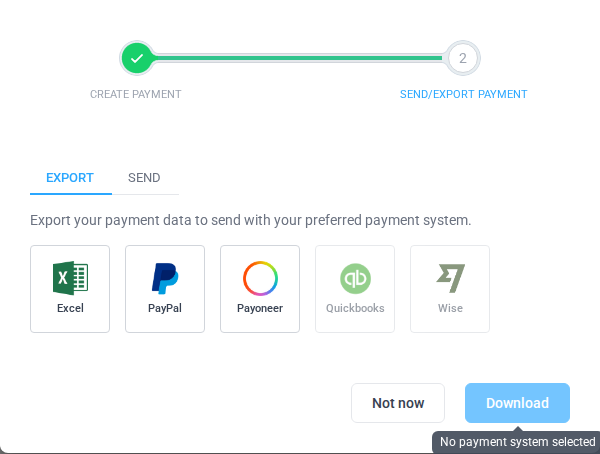 2
CREATE PAYMENT
SEND/EXPORT PAYMENT
EXPORT
SEND
Export your payment data to send with your preferred payment system.
X
qb
Excel
PayPal
Payoneer
Quickbooks
Wise
Not now
Download
No payment system selected